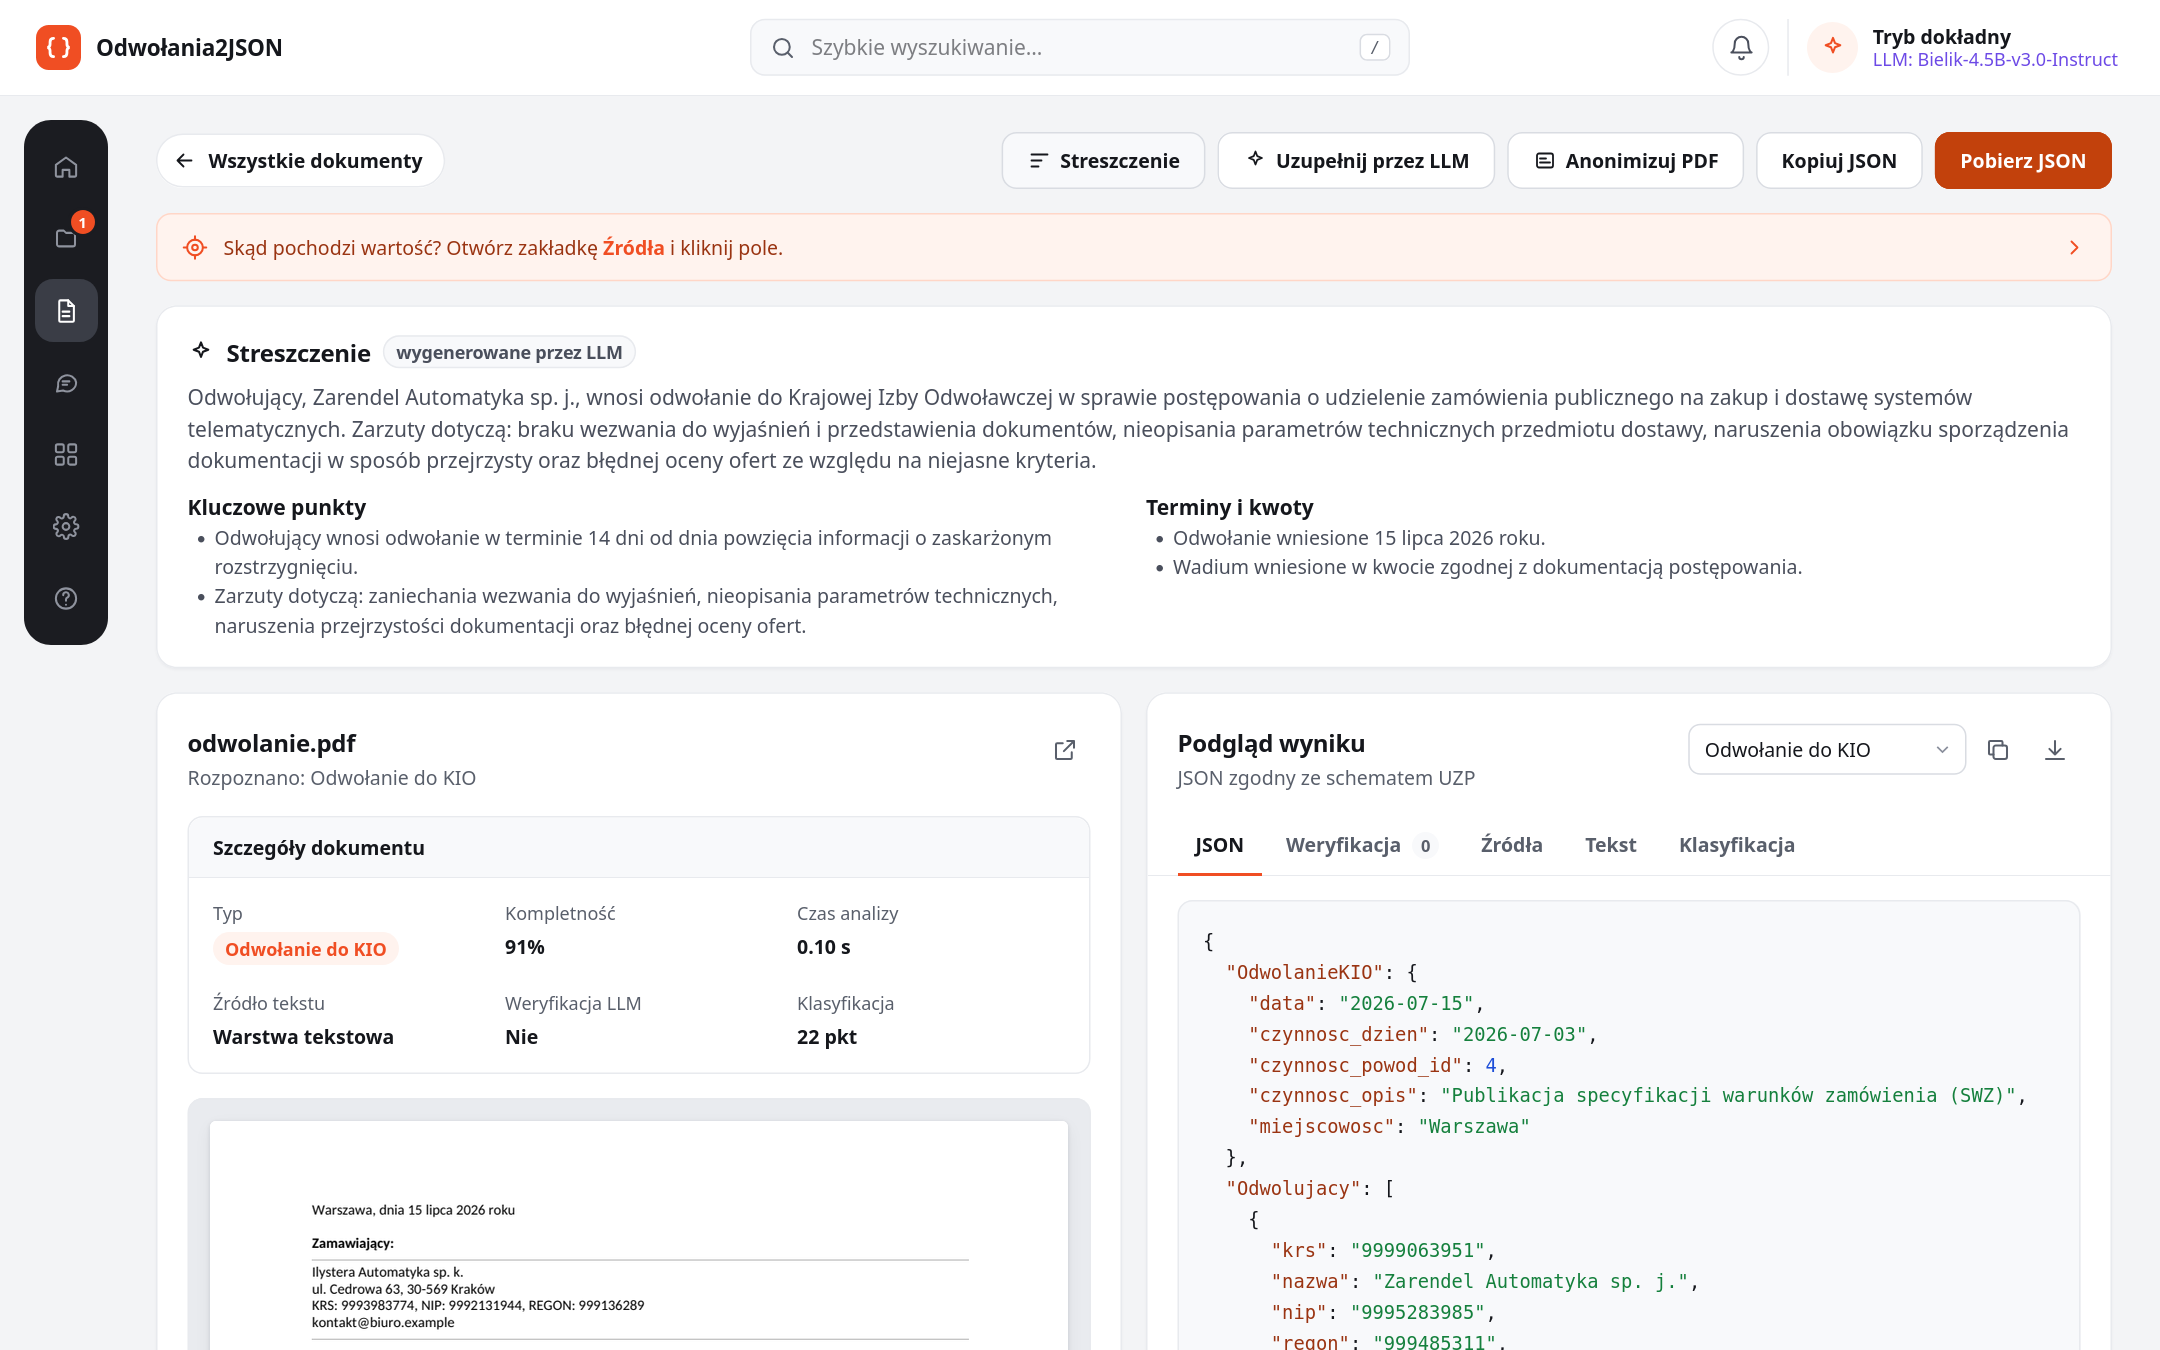 Odwołania2JSON
Szybkie wyszukiwanie...
/
Tryb dokładny
LLM: Bielik-4.5B-v3.0-Instruct
1
Wszystkie dokumenty
Streszczenie
Uzupełnij przez LLM
Anonimizuj PDF
Kopiuj JSON
Pobierz JSON
Skąd pochodzi wartość? Otwórz zakładkę Źródła i kliknij pole.
Streszczenie
wygenerowane przez LLM
Odwołujący, Zarendel Automatyka sp. j., wnosi odwołanie do Krajowej Izby Odwoławczej w sprawie postępowania o udzielenie zamówienia publicznego na zakup i dostawę systemów
telematycznych. Zarzuty dotyczą: braku wezwania do wyjaśnień i przedstawienia dokumentów, nieopisania parametrów technicznych przedmiotu dostawy, naruszenia obowiązku sporządzenia
dokumentacji w sposób przejrzysty oraz błędnej oceny ofert ze względu na niejasne kryteria.
Kluczowe punkty
• Odwołujący wnosi odwołanie w terminie 14 dni od dnia powzięcia informacji o zaskarżonym
rozstrzygnięciu.
• Zarzuty dotyczą: zaniechania wezwania do wyjaśnień, nieopisania parametrów technicznych,
naruszenia przejrzystości dokumentacji oraz błędnej oceny ofert.
Terminy i kwoty
• Odwołanie wniesione 15 lipca 2026 roku.
• Wadium wniesione w kwocie zgodnej z dokumentacją postępowania.
odwolanie.pdf
Rozpoznano: Odwołanie do KIO
Szczegóły dokumentu
Typ
Odwołanie do KIO
Kompletność
91%
Czas analizy
0.10 s
Źródło tekstu
Warstwa tekstowa
Weryfikacja LLM
Nie
Klasyfikacja
22 pkt
Warszawa, dnia 15 lipca 2026 roku
Zamawiający:
Ilystera Automatyka sp. k.
ul. Cedrowa 63, 30-569 Kraków
KRS: 9993983774, NIP: 9992131944, REGON: 999136289
kontakt@biuro.example
Podgląd wyniku
JSON zgodny ze schematem UZP
Odwołanie do KIO
JSON
Weryfikacja 0
Źródła
Tekst
Klasyfikacja
{
"OdwolanieKIO": {
"data": "2026-07-15",
"czynnosc_dzien": "2026-07-03",
"czynnosc_powod_id": 4,
"czynnosc_opis": "Publikacja specyfikacji warunków zamówienia (SWZ)",
"miejscowosc": "Warszawa"
},
"Odwolujacy": [
{
"krs": "9999063951",
"nazwa": "Zarendel Automatyka sp. j.",
"nip": "9995283985",
"regon": "999485311",